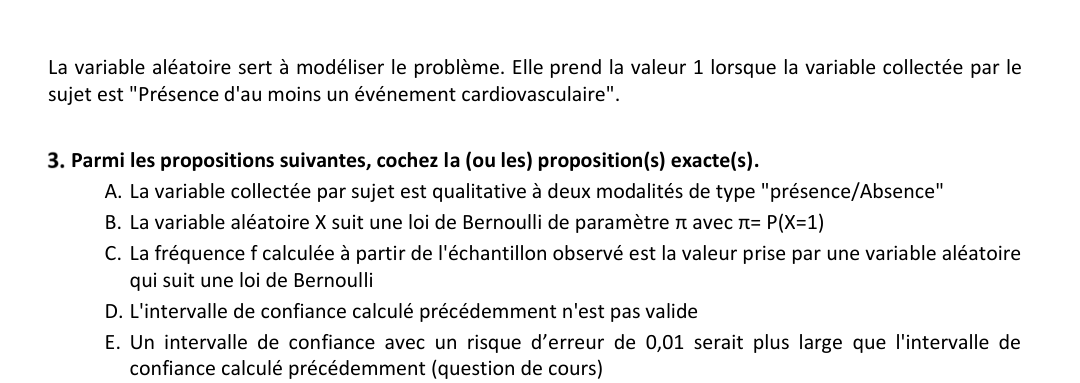 La variable aléatoire sert à modéliser le problème. Elle prend la valeur 1 lorsque la variable collectée par le
sujet est "Présence d'au moins un événement cardiovasculaire".
3. Parmi les propositions suivantes, cochez la (ou les) proposition(s) exacte(s).
A. La variable collectée par sujet est qualitative à deux modalités de type "présence/Absence"
B. La variable aléatoire X suit une loi de Bernoulli de paramètre π avec π= P(X=1)
C. La fréquence f calculée à partir de l'échantillon observé est la valeur prise par une variable aléatoire
qui suit une loi de Bernoulli
D. L'intervalle de confiance calculé précédemment n'est pas valide
E. Un intervalle de confiance avec un risque d’erreur de 0,01 serait plus large que l'intervalle de
confiance calculé précédemment (question de cours)